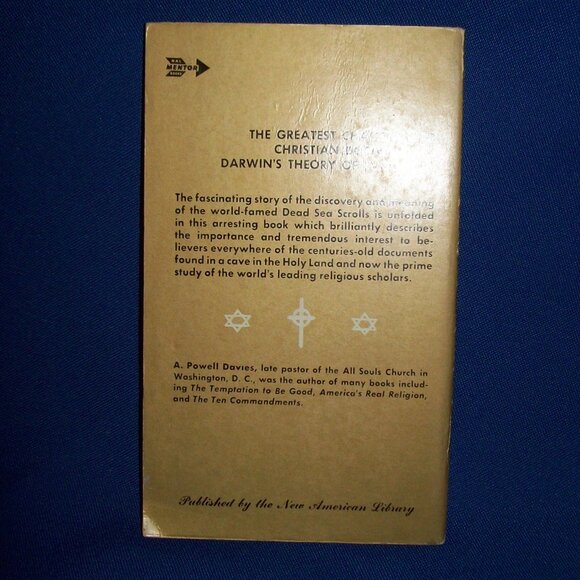 NAL
MENTOR
BOOKS
THE GREATEST
CHRISTIAN
DARWIN'S THEORY OF
The fascinating story of the discovery and meaning
of the world-famed Dead Sea Scrolls is unfolded
in this arresting book which brilliantly describes
the importance and tremendous interest to be-
lievers everywhere of the centuries-old documents
found in a cave in the Holy Land and now the prime
study of the world's leading religious scholars.
A. Powell Davies, late pastor of the All Souls Church in
Washington, D. C., was the author of many books includ-
ing The Temptation to Be Good, America's Real Religion,
and The Ten Commandments.
Published by the New American Library